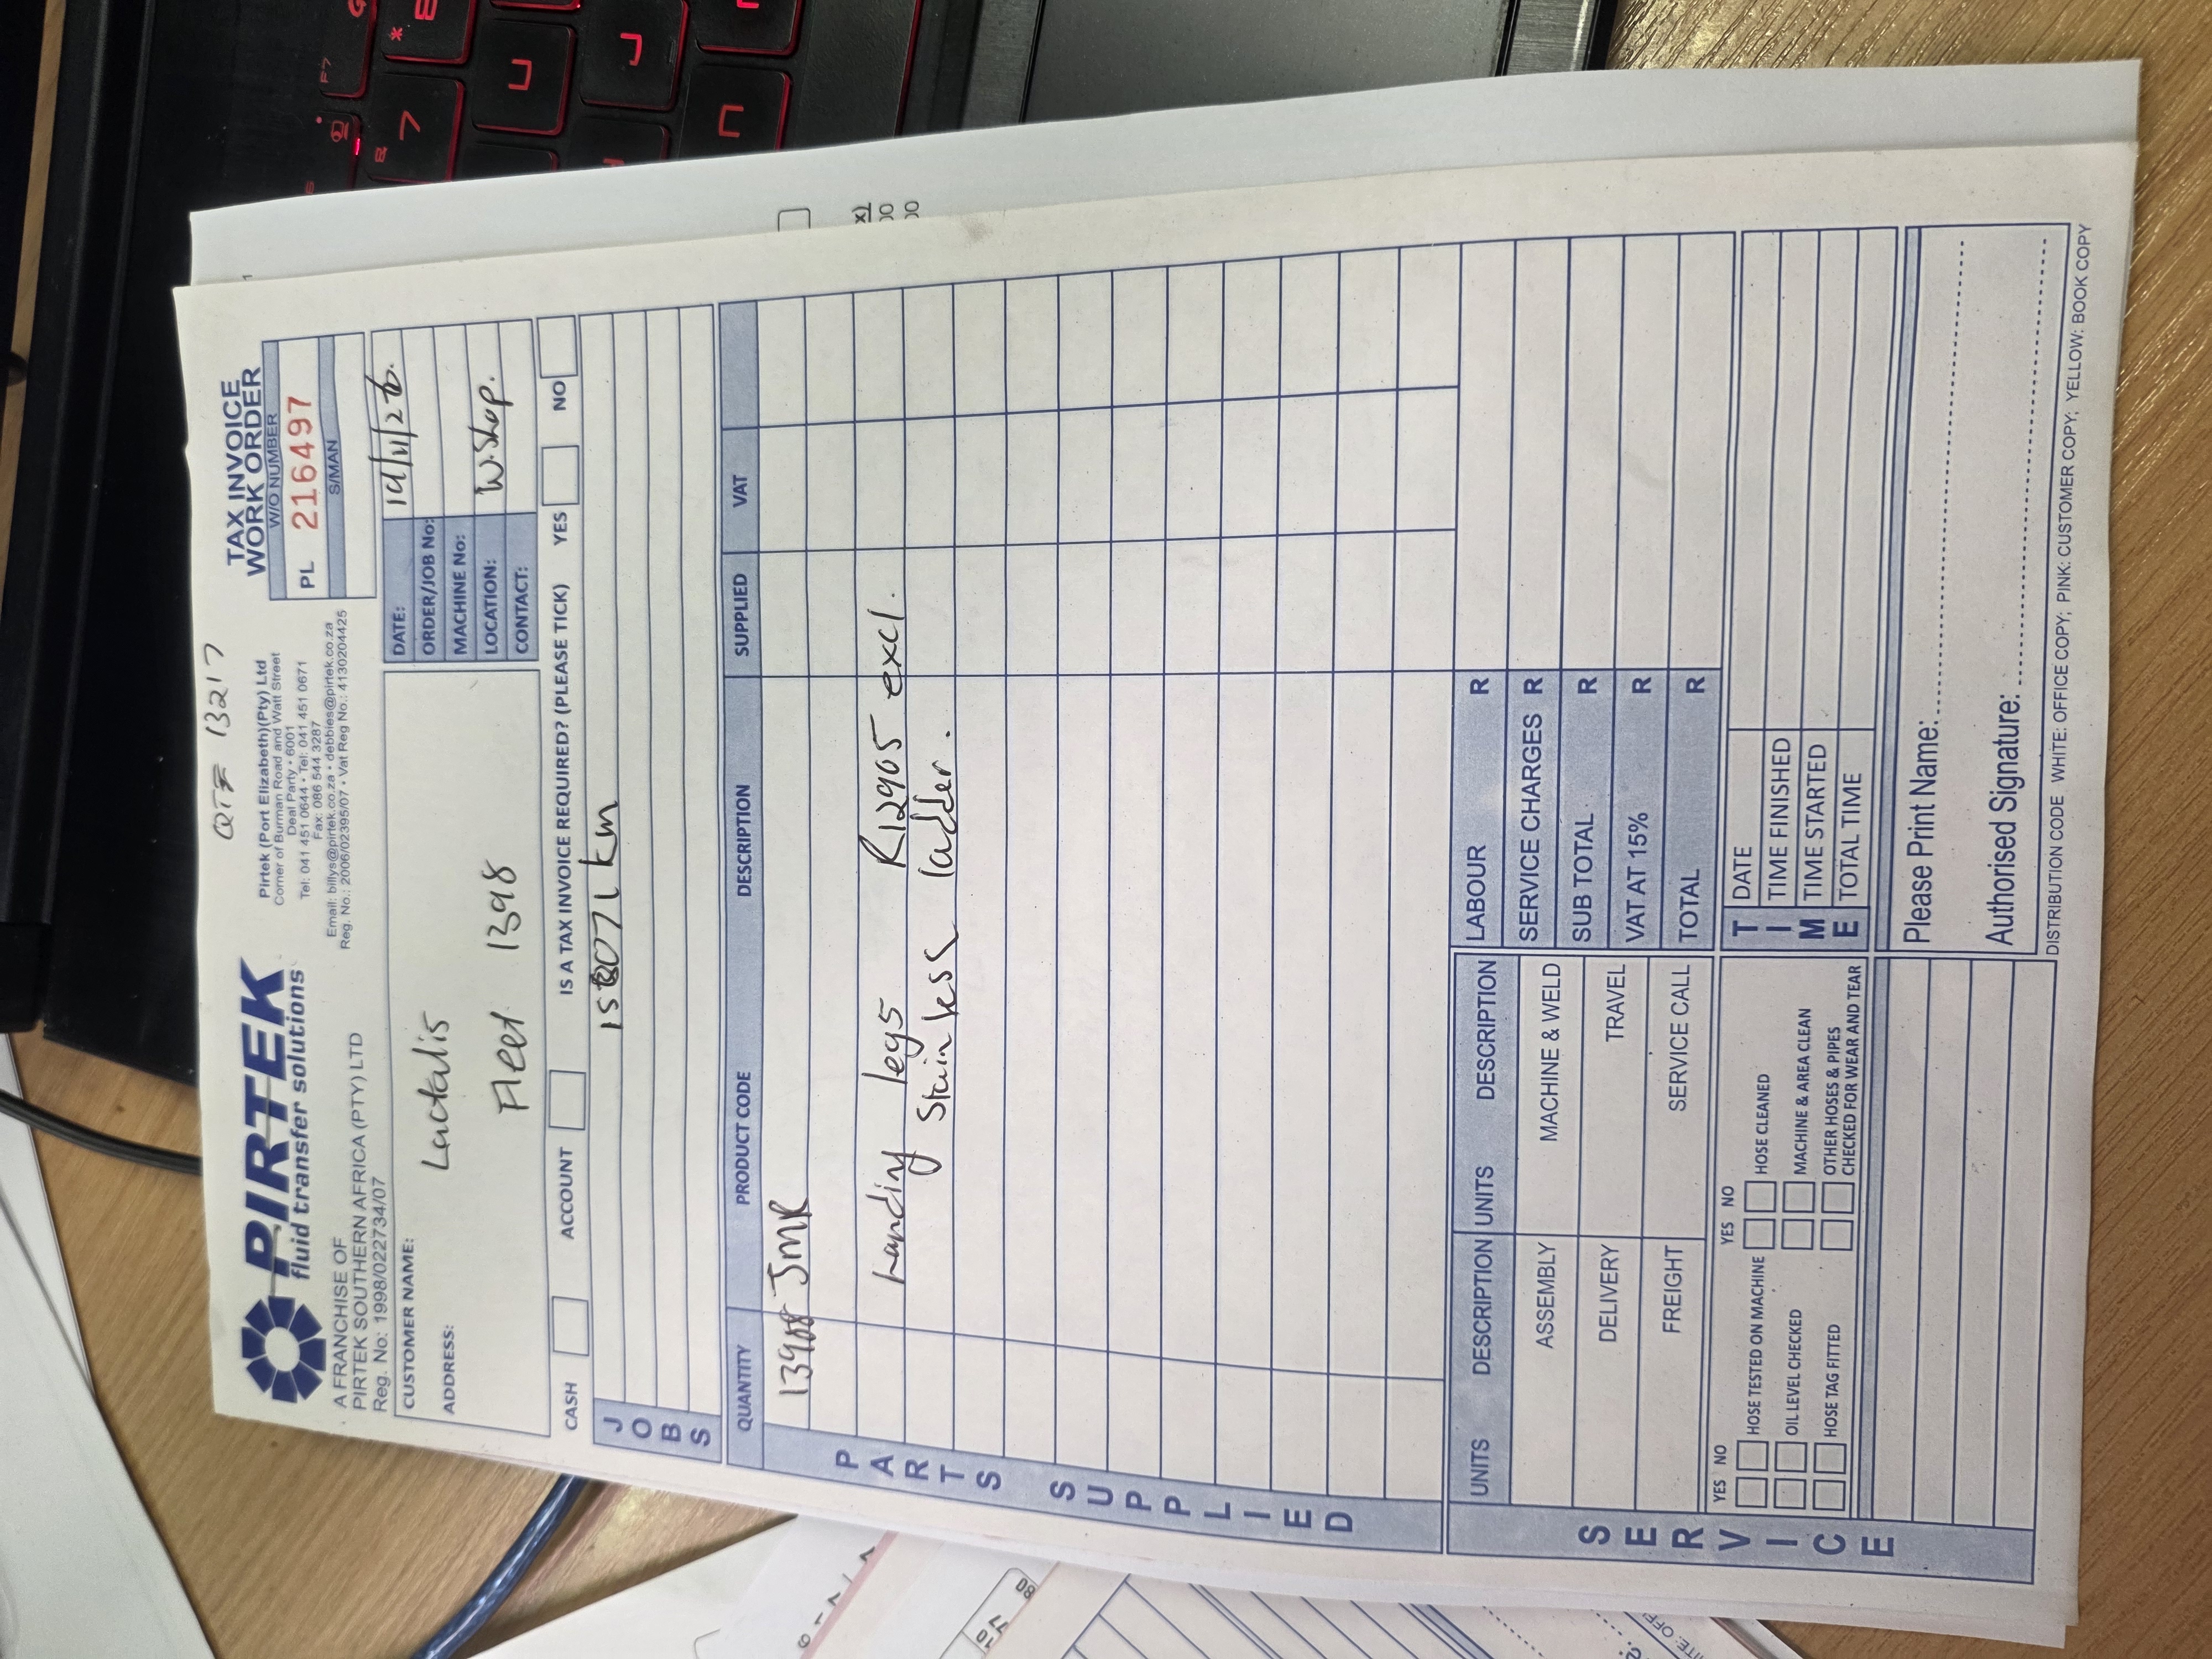 QTE 13217
PIRTEK
fluid transfer solutions
A FRANCHISE OF
PIRTEK SOUTHERN AFRICA (PTY) LTD
Reg. No: 1998/022734/07
Pirtek (Port Elizabeth)(Pty) Ltd
Corner of Burman Road and Watt Street
Deal Party • 6001
Tel: 041 451 0644 • Tel: 041 451 0671
Fax: 086 544 3287
Email: billys@pirtek.co.za • debbies@pirtek.co.za
Reg. No.: 2006/02395/07 • Vat Reg No.: 4130204425
TAX INVOICE
WORK ORDER
W/O NUMBER
PL 216497
S/MAN
CUSTOMER NAME:
Lactalis
ADDRESS:
Fleet 1398
DATE:
ORDER/JOB No:
MACHINE No:
LOCATION: W.Shop.
CONTACT:
CASH ACCOUNT IS A TAX INVOICE REQUIRED? (PLEASE TICK) YES NO
JOBS
km
QUANTITY PRODUCT CODE DESCRIPTION SUPPLIED VAT
PARTS SUPPLIED
JMR
Landing legs R12905 excl.
Stainless ladder.
SERVICE
UNITS DESCRIPTION UNITS DESCRIPTION
ASSEMBLY MACHINE & WELD
DELIVERY TRAVEL
FREIGHT SERVICE CALL
LABOUR R
SERVICE CHARGES R
SUB TOTAL R
VAT AT 15% R
TOTAL R
YES NO YES NO
HOSE TESTED ON MACHINE HOSE CLEANED
OIL LEVEL CHECKED MACHINE & AREA CLEAN
HOSE TAG FITTED OTHER HOSES & PIPES
CHECKED FOR WEAR AND TEAR
TIME
DATE
TIME FINISHED
TIME STARTED
TOTAL TIME
Please Print Name:
Authorised Signature:
DISTRIBUTION CODE WHITE: OFFICE COPY; PINK: CUSTOMER COPY; YELLOW: BOOK COPY